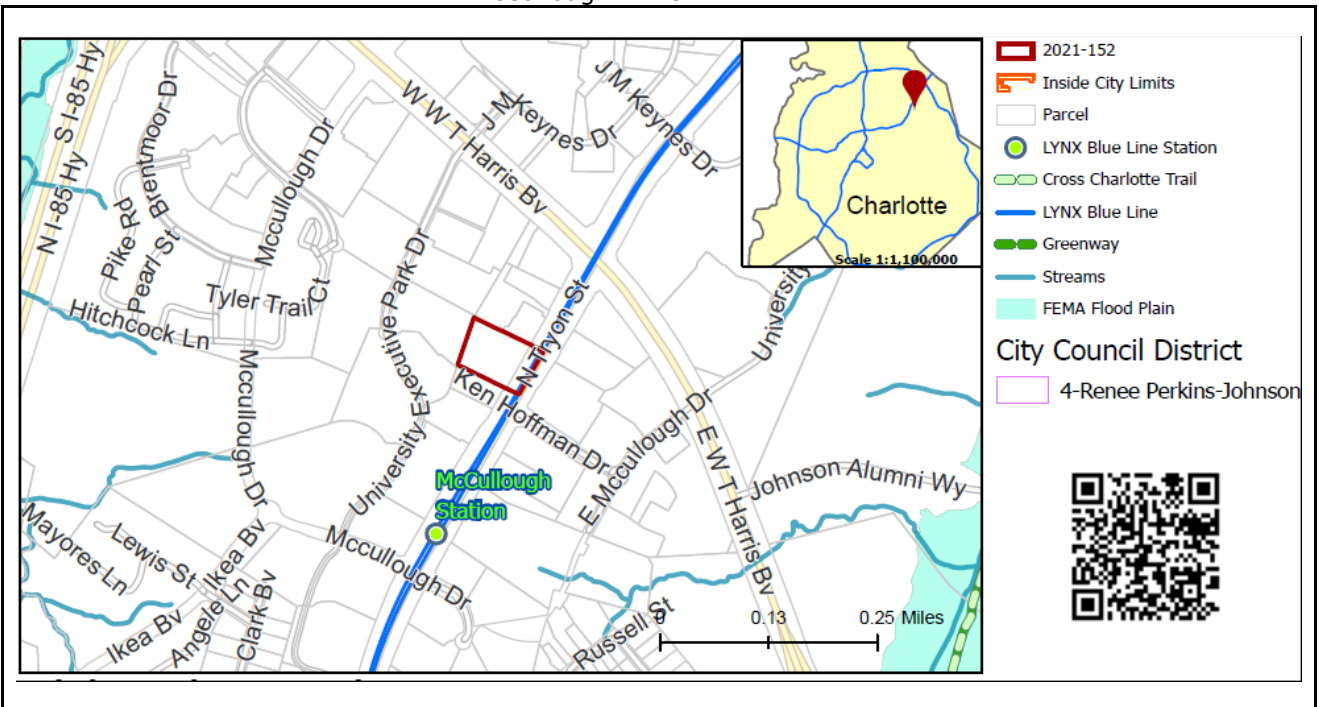 S I-85 Hy
N I-85 Hy
Brentmoor Dr
Mccullough Dr
W W T Harris Bv
J M Keynes Dr
J M Keynes Dr
Pike Rd
Pearl St
Tyler Trail Ct
Hitchcock Ln
University Executive Park Dr
N Tryon St
Ken Hoffman Dr
Mccullough Dr
E Mccullough Dr
University
E W T Harris Bv
Johnson Alumni Wy
McCullough
Station
Mccullough Dr
Mayores Ln
Lewis St
Ikea Bv
Ikea Bv
Angele Ln
Clark Bv
Russell St
0
0.13
0.25 Miles
Charlotte
Scale 1:1,100,000
2021-152
Inside City Limits
Parcel
LYNX Blue Line Station
Cross Charlotte Trail
LYNX Blue Line
Greenway
Streams
FEMA Flood Plain
City Council District
4-Renee Perkins-Johnson